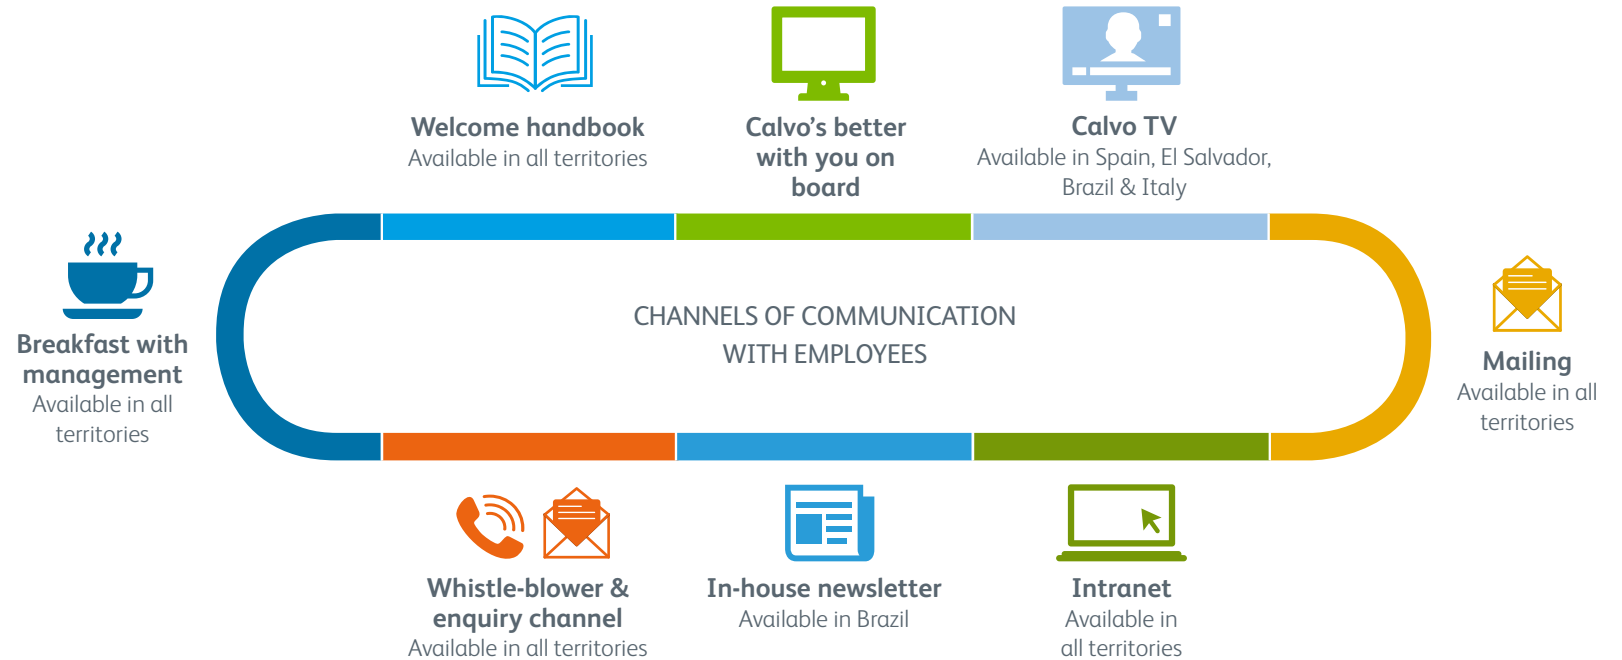 Welcome handbook
Available in all territories
Calvo’s better
with you on
board
Calvo TV
Available in Spain, El Salvador,
Brazil & Italy
Breakfast with
management
Available in all
territories
CHANNELS OF COMMUNICATION
WITH EMPLOYEES
Mailing
Available in all
territories
Whistle-blower &
enquiry channel
Available in all territories
In-house newsletter
Available in Brazil
Intranet
Available in
all territories